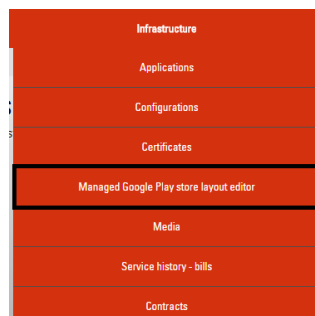 Infrastructure
Applications
Configurations
Certificates
Managed Google Play store layout editor
Media
Service history - bills
Contracts